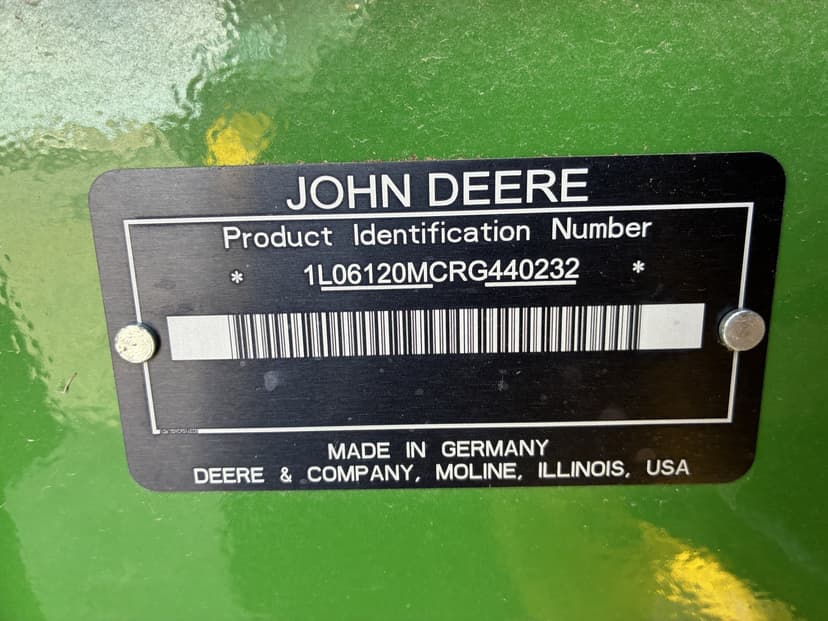 JOHN DEERE
Product Identification Number
* 1L06120MCRG440232 *
MADE IN GERMANY
DEERE & COMPANY, MOLINE, ILLINOIS, USA